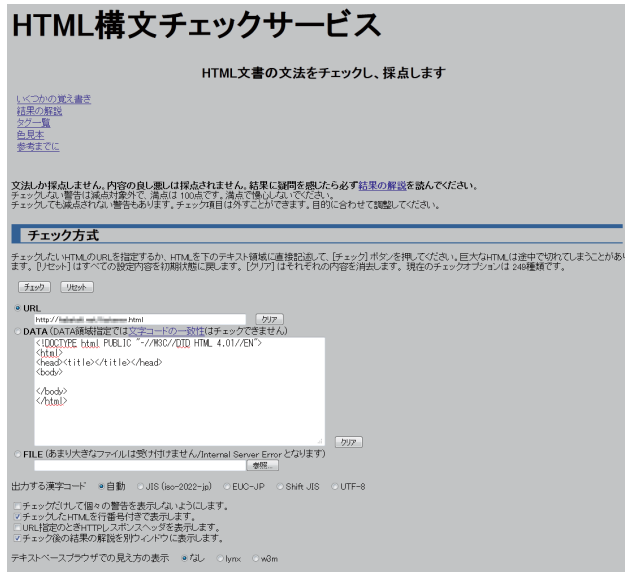 HTML構文チェックサービス
HTML文書の文法をチェックし、採点します
いくつかの覚え書き
結果の解説
タグ一覧
色見本
参考までに
文法しか採点しません。内容の良し悪しは採点されません。結果に疑問を感じたら必ず結果の解説を読んでください。
チェックしない警告は減点対象外で、満点は 100点です。満点で慢心しないでください。
チェックしても減点されない警告もあります。チェック項目は外すことができます。目的に合わせて調整してください。
チェック方式
チェックしたいHTMLのURLを指定するか、HTMLを下のテキスト領域に直接記述して、[チェック] ボタンを押してください。巨大なHTMLは途中で切れてしまうことがあり
ます。[リセット] はすべての設定内容を初期状態に戻します。[クリア] はそれぞれの内容を消去します。 現在のチェックオプションは 249種類です。
チェック リセット
URL
http:// .html クリア
DATA (DATA領域指定では文字コードの一致性はチェックできません)
<!DOCTYPE html PUBLIC "-//W3C//DTD HTML 4.01//EN">
<html>
<head><title></title></head>
<body>
</body>
</html>
クリア
FILE (あまり大きなファイルは受け付けません/Internal Server Error となります)
参照...
出力する漢字コード 自動 JIS (iso-2022-jp) EUC-JP Shift JIS UTF-8
チェックだけして個々の警告を表示しないようにします。
チェックしたHTMLを行番号付きで表示します。
URL指定のときHTTPレスポンスヘッダを表示します。
チェック後の結果の解説を別ウィンドウに表示します。
テキストベースブラウザでの見え方の表示 なし lynx w3m